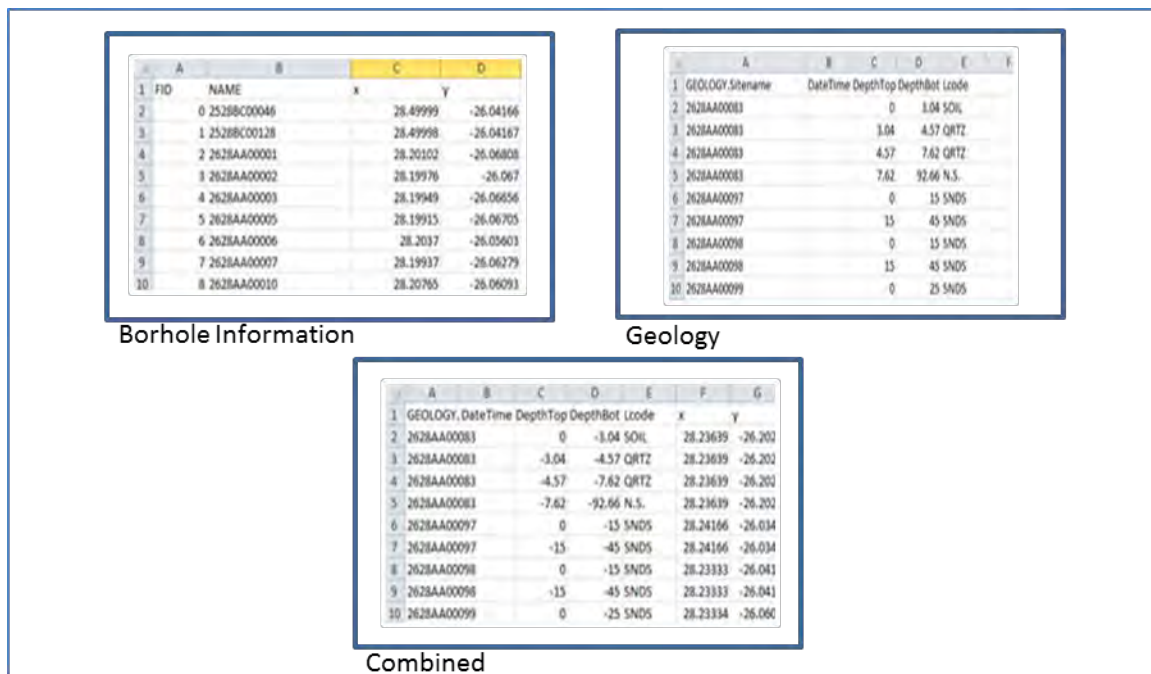 A B C D
1 FID NAME x y
2 0 2528BC00046 28.49999 -26.04166
3 1 2528BC00128 28.49998 -26.04167
4 2 2628AA00001 28.20102 -26.06808
5 3 2628AA00002 28.19976 -26.067
6 4 2628AA00003 28.19949 -26.06656
7 5 2628AA00005 28.19915 -26.06705
8 6 2628AA00006 28.2037 -26.05603
9 7 2628AA00007 28.19937 -26.06279
10 8 2628AA00010 28.20765 -26.06093
Borhole Information
A B C D E F
1 GEOLOGY.Sitename DateTime DepthTop DepthBot Lcode
2 2628AA00083 0 3.04 SOIL
3 2628AA00083 3.04 4.57 QRTZ
4 2628AA00083 4.57 7.62 QRTZ
5 2628AA00083 7.62 92.66 N.S.
6 2628AA00097 0 15 SNDS
7 2628AA00097 15 45 SNDS
8 2628AA00098 0 15 SNDS
9 2628AA00098 15 45 SNDS
10 2628AA00099 0 25 SNDS
Geology
A B C D E F G
1 GEOLOGY. DateTime DepthTop DepthBot Lcode x y
2 2628AA00083 0 -3.04 SOIL 28.23639 -26.202
3 2628AA00083 -3.04 -4.57 QRTZ 28.23639 -26.202
4 2628AA00083 -4.57 -7.62 QRTZ 28.23639 -26.202
5 2628AA00083 -7.62 -92.66 N.S. 28.23639 -26.202
6 2628AA00097 0 -15 SNDS 28.24166 -26.034
7 2628AA00097 -15 -45 SNDS 28.24166 -26.034
8 2628AA00098 0 -15 SNDS 28.23333 -26.041
9 2628AA00098 -15 -45 SNDS 28.23333 -26.041
10 2628AA00099 0 -25 SNDS 28.23334 -26.060
Combined